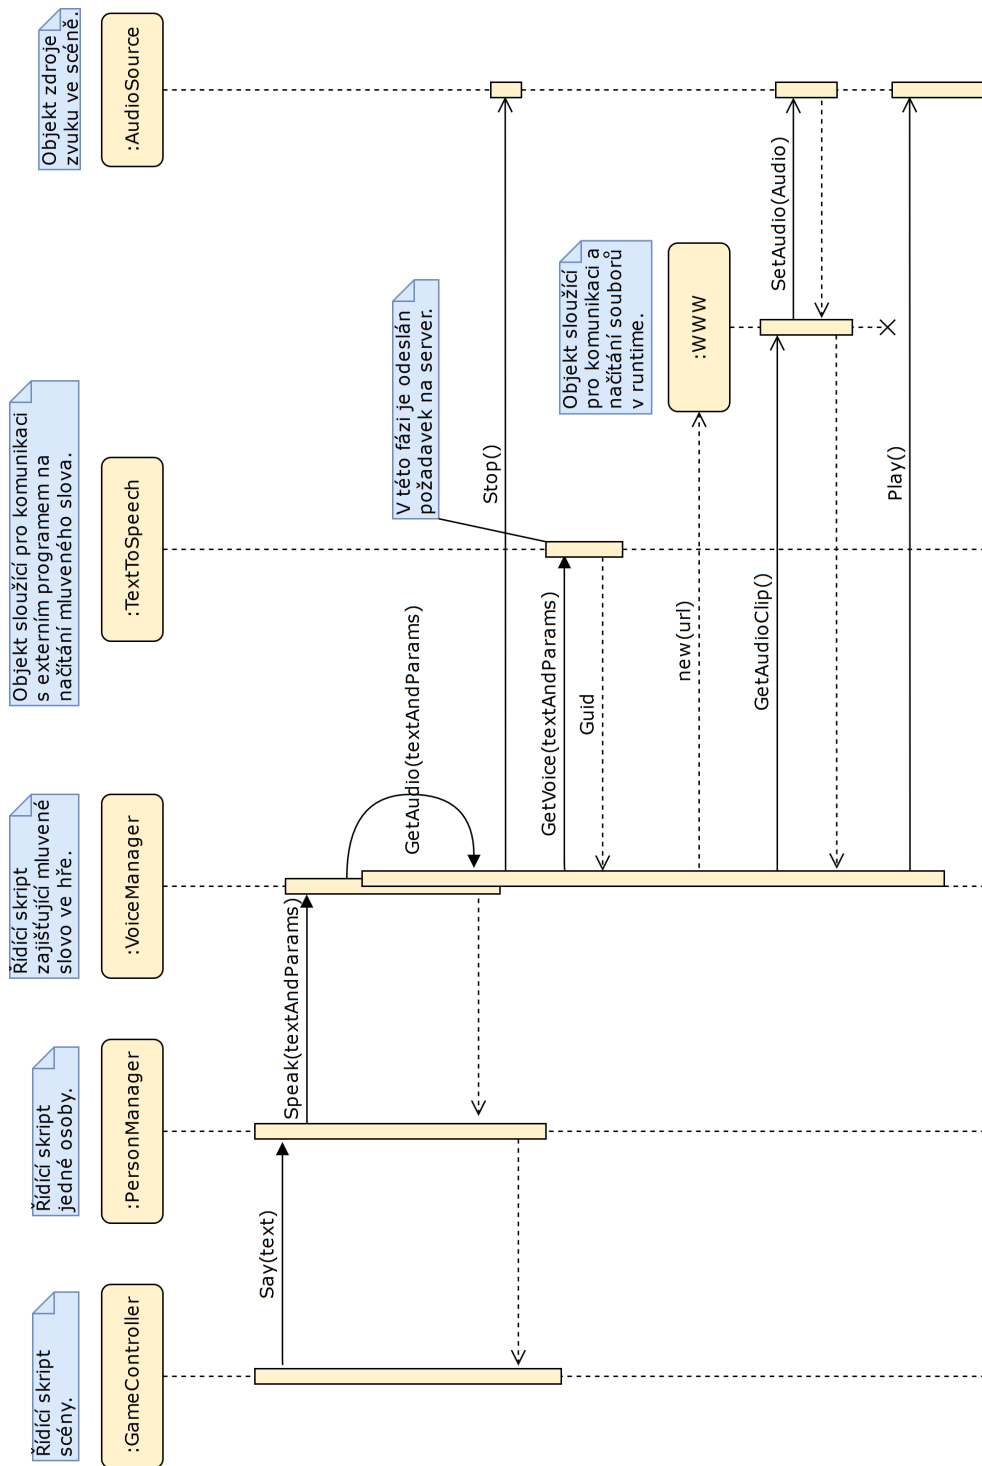 Řídící skript
scény.
Řídící skript
jedné osoby.
Řídící skript
zajišťující mluvené
slovo ve hře.
Objekt sloužící pro komunikaci
s externím programem na
načítání mluveného slova.
Objekt zdroje
zvuku ve scéně.
:GameController
:PersonManager
:VoiceManager
:TextToSpeech
:AudioSource
Say(text)
Speak(textAndParams)
GetAudio(textAndParams)
V této fázi je odeslán
požadavek na server.
Stop()
GetVoice(textAndParams)
Guid
Objekt sloužící
pro komunikaci a
načítání souborů
v runtime.
:WWW
new(url)
GetAudioClip()
SetAudio(Audio)
Play()